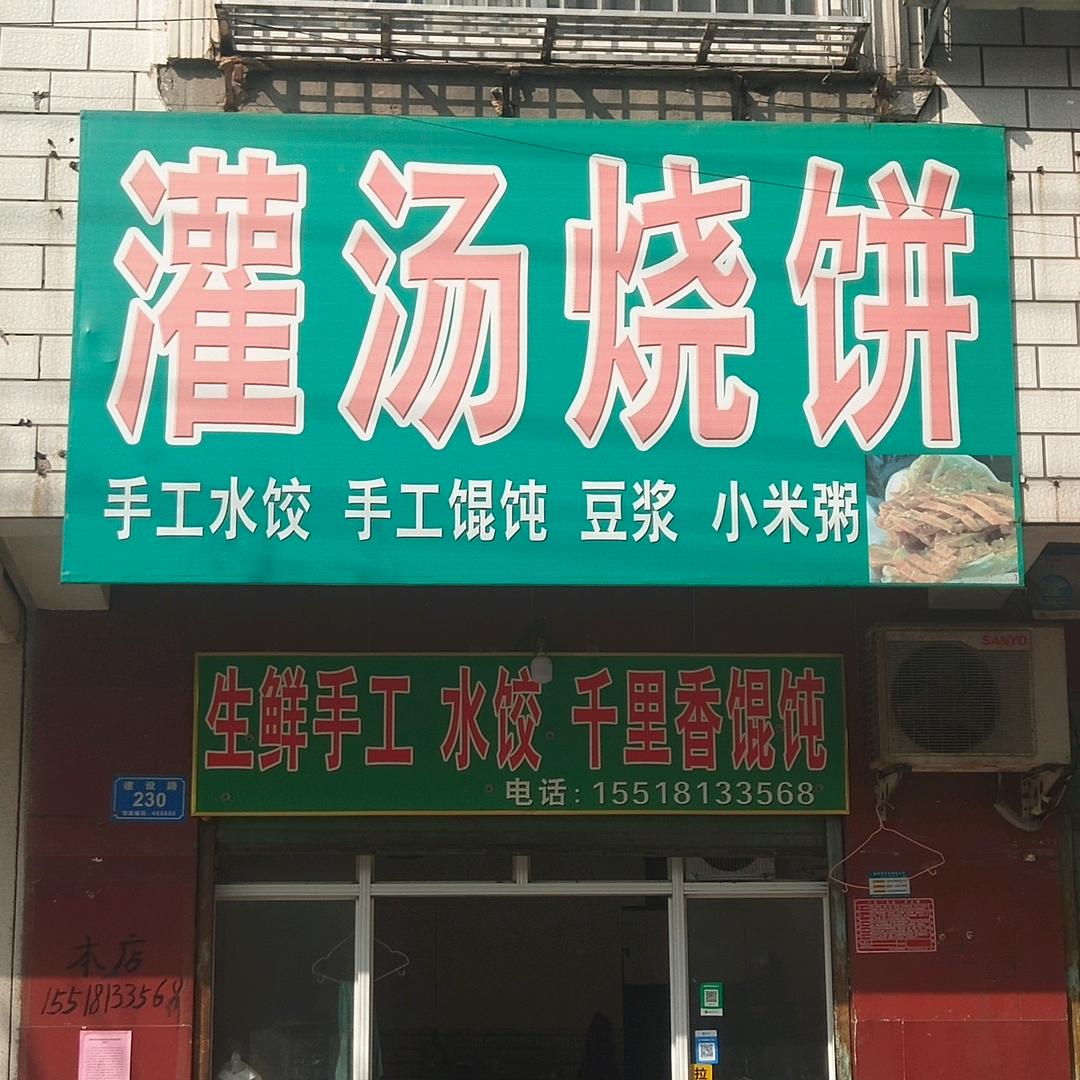 灌汤烧饼
手工水饺 手工馄饨 豆浆 小米粥
SANYO
生鲜手工 水饺 千里香馄饨
电话:15518133568
建设路
230
本店
15518133568
拉